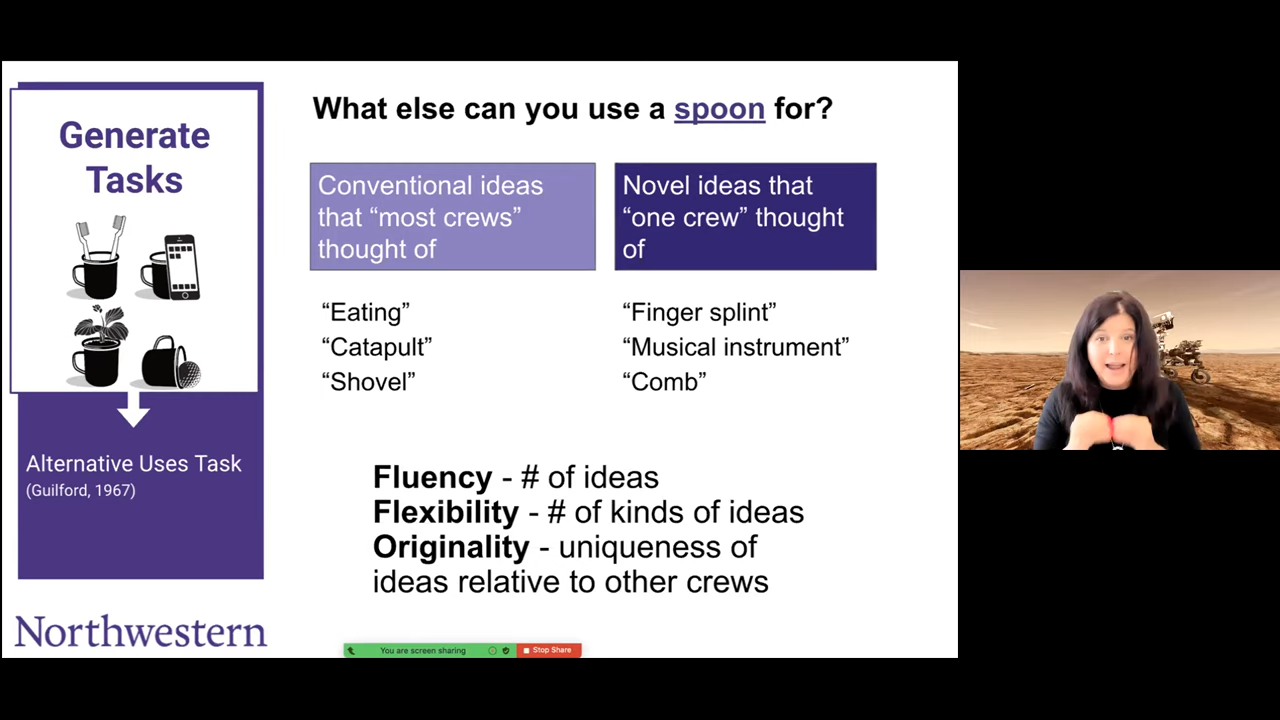 Generate
Tasks
Alternative Uses Task
(Guilford, 1967)
Northwestern
What else can you use a spoon for?
Conventional ideas
that “most crews”
thought of
Novel ideas that
“one crew” thought
of
“Eating”
“Catapult”
“Shovel”
“Finger splint”
“Musical instrument”
“Comb”
Fluency - # of ideas
Flexibility - # of kinds of ideas
Originality - uniqueness of
ideas relative to other crews
You are screen sharing
Stop Share